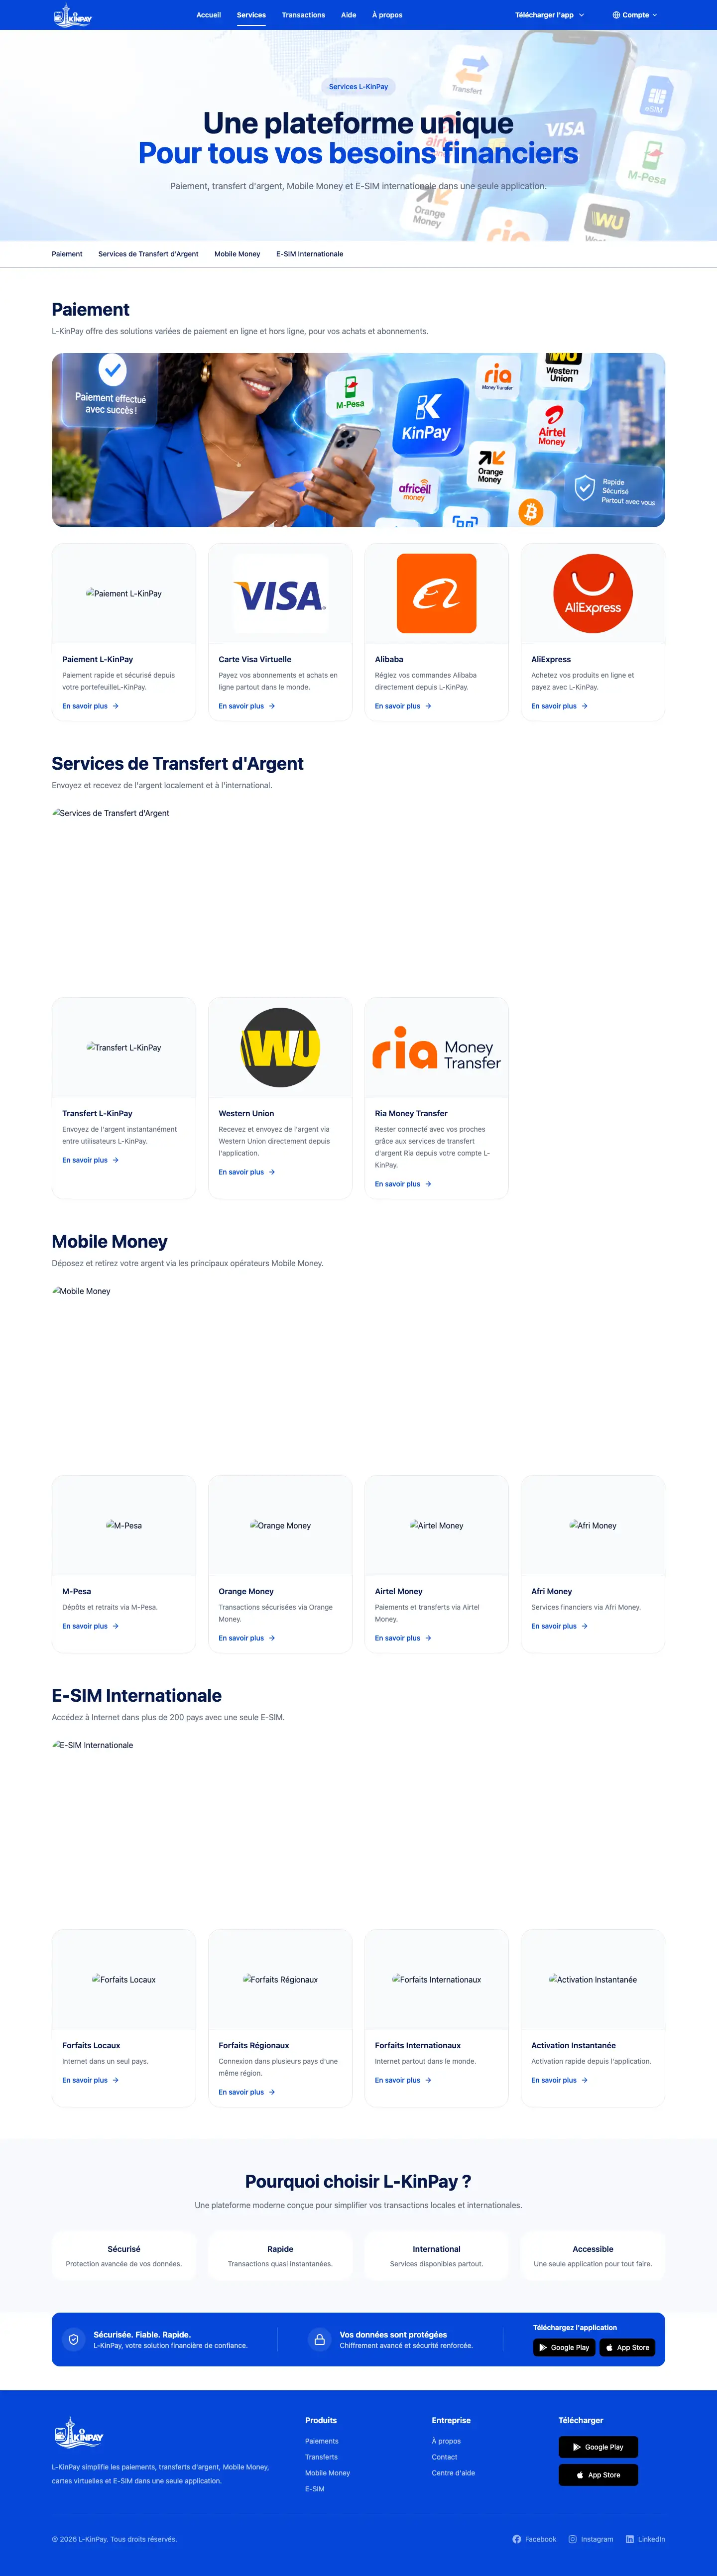 KINPAY
Accueil
Services
Transactions
Aide
À propos
Télécharger l'app
Compte
Services L-KinPay
Une plateforme unique
Pour tous vos besoins financiers
Paiement, transfert d'argent, Mobile Money et E-SIM internationale dans une seule application.
Transfert
eSIM
VISA
M-Pesa
Orange
Money
ria
Paiement
Services de Transfert d'Argent
Mobile Money
E-SIM Internationale
Paiement
L-KinPay offre des solutions variées de paiement en ligne et hors ligne, pour vos achats et abonnements.
Paiement effectué
avec succès !
M-Pesa
KinPay
ria
Money Transfer
WU
Western
Union
Airtel
Money
Orange
Money
africell
money
Rapide
Sécurisé
Partout avec vous
Paiement L-KinPay
VISA
AliExpress
Paiement L-KinPay
Paiement rapide et sécurisé depuis
votre portefeuilleL-KinPay.
En savoir plus
Carte Visa Virtuelle
Payez vos abonnements et achats en
ligne partout dans le monde.
En savoir plus
Alibaba
Réglez vos commandes Alibaba
directement depuis L-KinPay.
En savoir plus
AliExpress
Achetez vos produits en ligne et
payez avec L-KinPay.
En savoir plus
Services de Transfert d'Argent
Envoyez et recevez de l'argent localement et à l'international.
Services de Transfert d'Argent
Transfert L-KinPay
WU
ria Money
Transfer
Transfert L-KinPay
Envoyez de l'argent instantanément
entre utilisateurs L-KinPay.
En savoir plus
Western Union
Recevez et envoyez de l'argent via
Western Union directement depuis
l'application.
En savoir plus
Ria Money Transfer
Rester connecté avec vos proches
grâce aux services de transfert
d'argent Ria depuis votre compte L-
KinPay.
En savoir plus
Mobile Money
Déposez et retirez votre argent via les principaux opérateurs Mobile Money.
Mobile Money
M-Pesa
Orange Money
Airtel Money
Afri Money
M-Pesa
Dépôts et retraits via M-Pesa.
En savoir plus
Orange Money
Transactions sécurisées via Orange
Money.
En savoir plus
Airtel Money
Paiements et transferts via Airtel
Money.
En savoir plus
Afri Money
Services financiers via Afri Money.
En savoir plus
E-SIM Internationale
Accédez à Internet dans plus de 200 pays avec une seule E-SIM.
E-SIM Internationale
Forfaits Locaux
Forfaits Régionaux
Forfaits Internationaux
Activation Instantanée
Forfaits Locaux
Internet dans un seul pays.
En savoir plus
Forfaits Régionaux
Connexion dans plusieurs pays d'une
même région.
En savoir plus
Forfaits Internationaux
Internet partout dans le monde.
En savoir plus
Activation Instantanée
Activation rapide depuis l'application.
En savoir plus
Pourquoi choisir L-KinPay ?
Une plateforme moderne conçue pour simplifier vos transactions locales et internationales.
Sécurisé
Protection avancée de vos données.
Rapide
Transactions quasi instantanées.
International
Services disponibles partout.
Accessible
Une seule application pour tout faire.
Sécurisée. Fiable. Rapide.
L-KinPay, votre solution financière de confiance.
Vos données sont protégées
Chiffrement avancé et sécurité renforcée.
Téléchargez l'application
Google Play
App Store
KINPAY
L-KinPay simplifie les paiements, transferts d'argent, Mobile Money,
cartes virtuelles et E-SIM dans une seule application.
Produits
Paiements
Transferts
Mobile Money
E-SIM
Entreprise
À propos
Contact
Centre d'aide
Télécharger
Google Play
App Store
© 2026 L-KinPay. Tous droits réservés.
Facebook
Instagram
LinkedIn